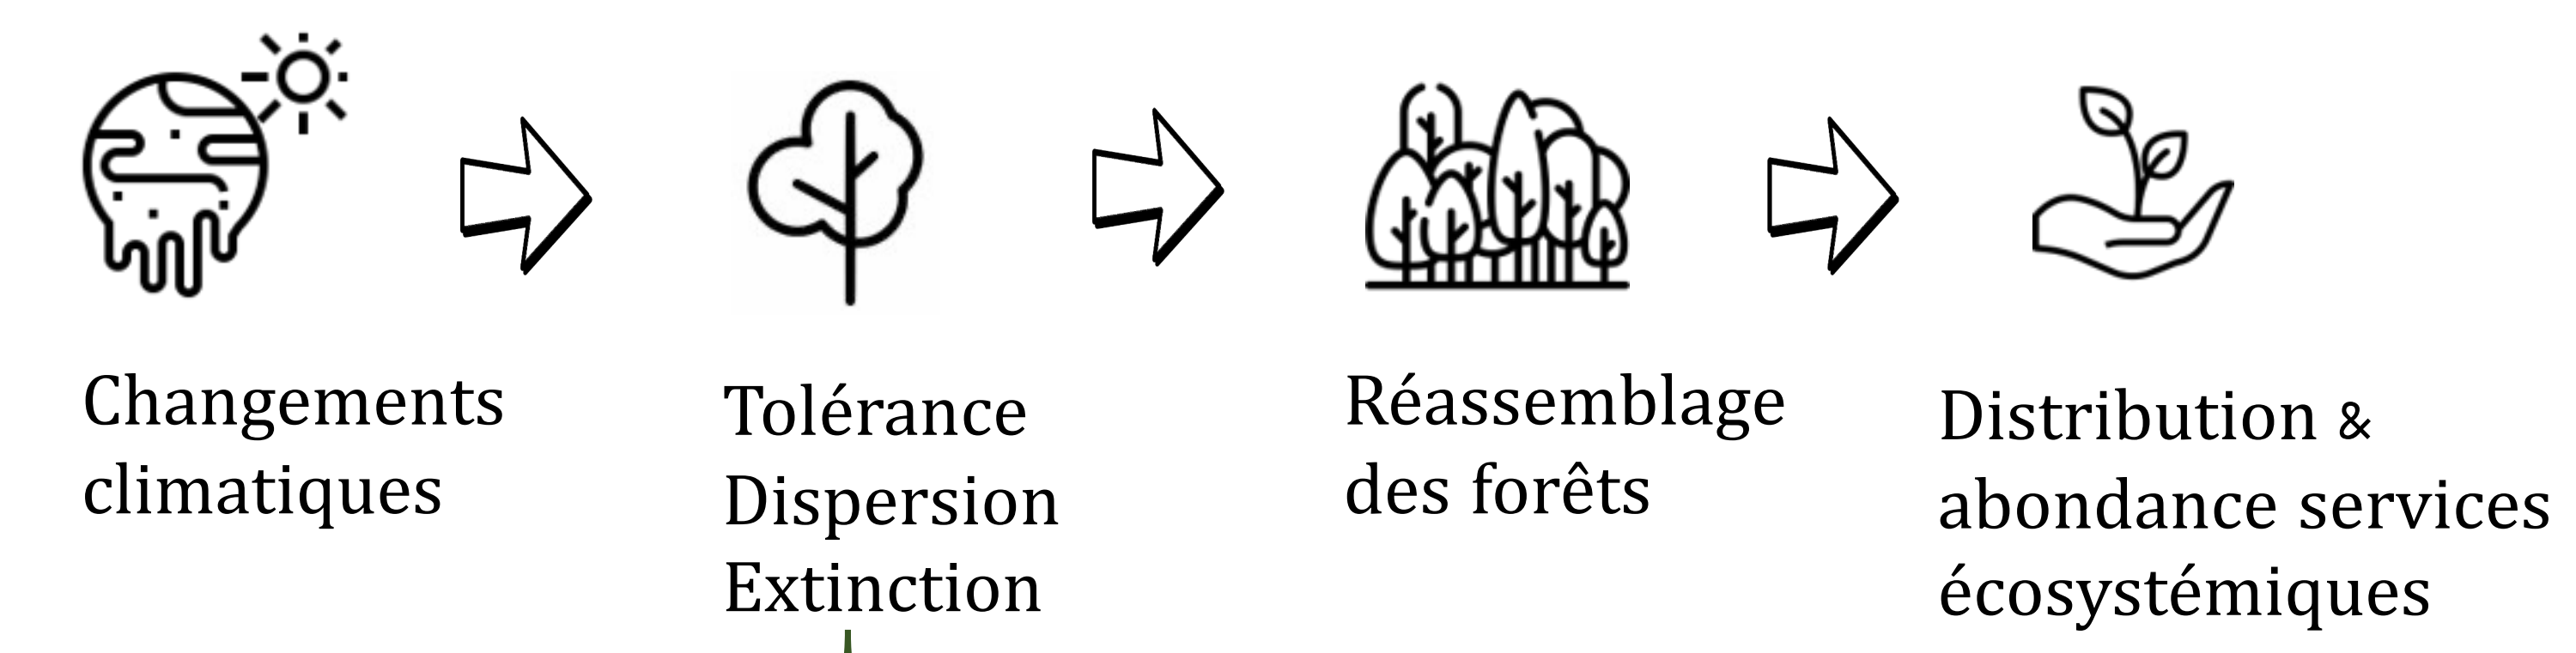 Changements
climatiques
Tolérance
Dispersion
Extinction
Réassemblage
des forêts
Distribution &
abondance services
écosystémiques